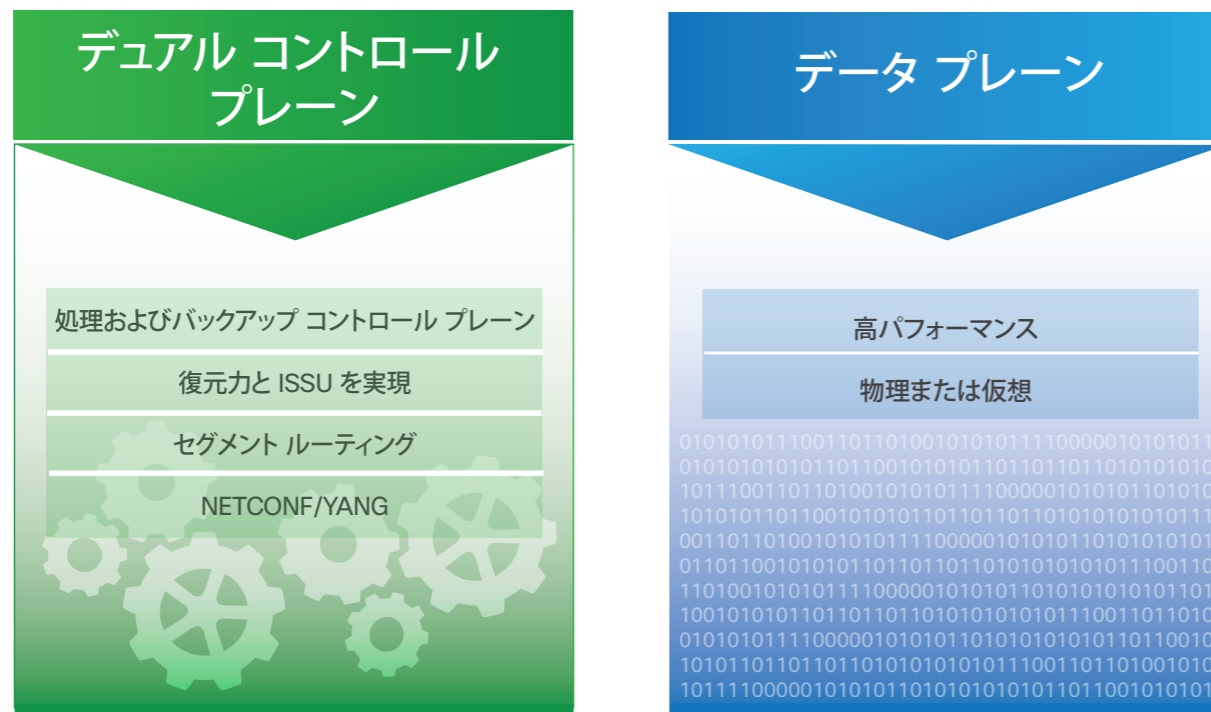 デュアル コントロール
プレーン
処理およびバックアップ コントロール プレーン
復元力と ISSU を実現
セグメント ルーティング
NETCONF/YANG
データ プレーン
高パフォーマンス
物理または仮想